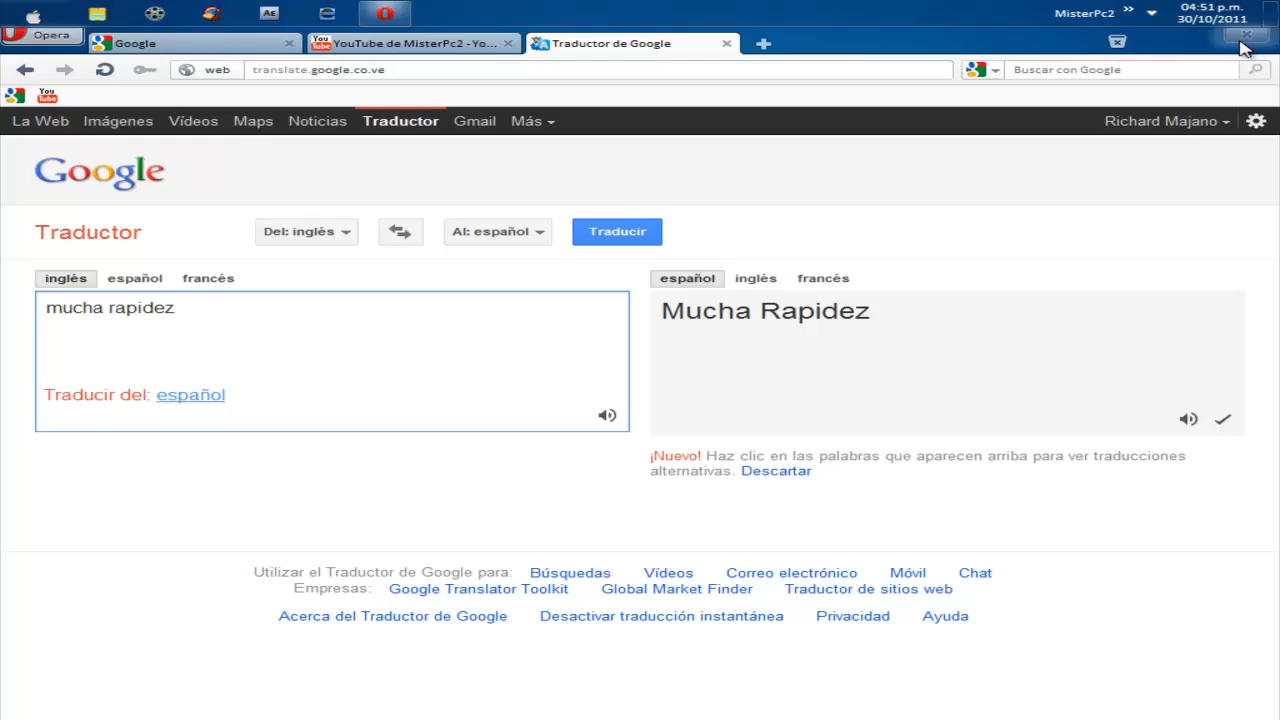 AE
MisterPc2 »
04:51 p.m.
30/10/2011
Opera
Google
You Tube YouTube de MisterPc2 - Yo...
Traductor de Google
web
translate.google.co.ve
Buscar con Google
You Tube
La Web Imágenes Vídeos Maps Noticias Traductor Gmail Más
Richard Majano
Google
Traductor
Del: inglés
Al: español
Traducir
inglés español francés
español inglés francés
mucha rapidez
Mucha Rapidez
Traducir del: español
¡Nuevo! Haz clic en las palabras que aparecen arriba para ver traducciones
alternativas. Descartar
Utilizar el Traductor de Google para: Búsquedas Vídeos Correo electrónico Móvil Chat
Empresas: Google Translator Toolkit Global Market Finder Traductor de sitios web
Acerca del Traductor de Google Desactivar traducción instantánea Privacidad Ayuda